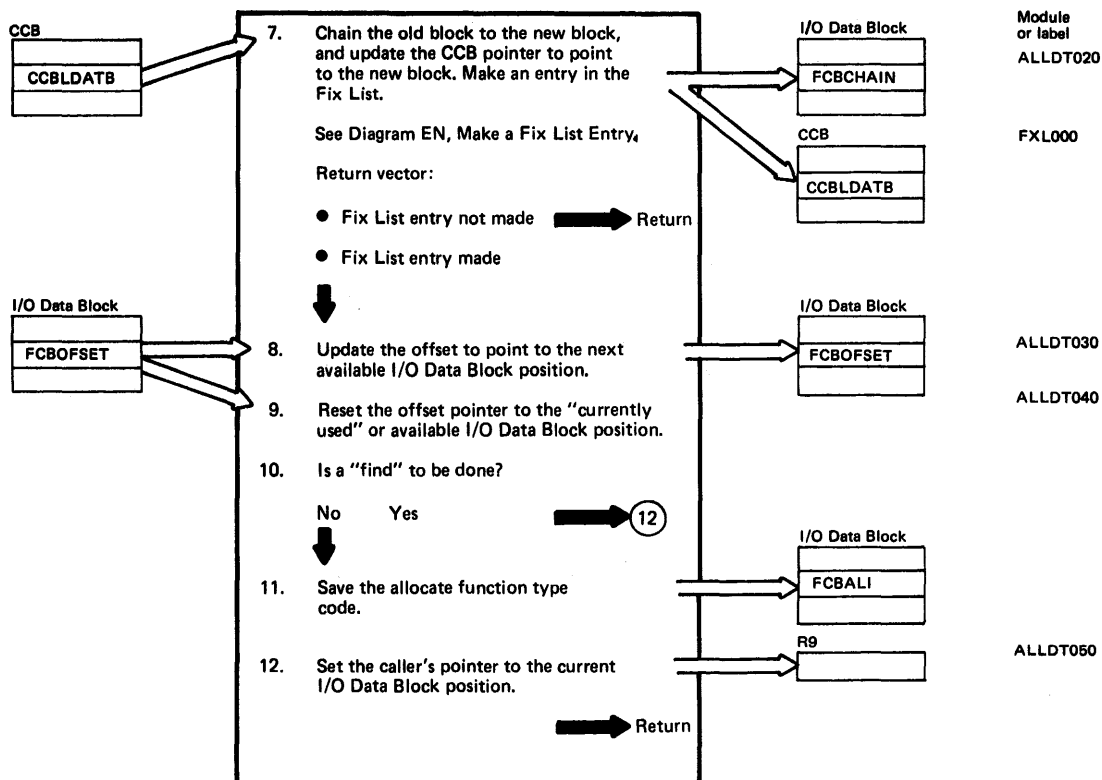 CCB
CCBLDATB
7. Chain the old block to the new block,
and update the CCB pointer to point
to the new block. Make an entry in the
Fix List.
I/O Data Block
FCBCHAIN
Module
or label
ALLDT020
See Diagram EN, Make a Fix List Entry.
CCB
CCBLDATB
FXL000
Return vector:
● Fix List entry not made Return
● Fix List entry made
I/O Data Block
FCBOFSET
8. Update the offset to point to the next
available I/O Data Block position.
I/O Data Block
FCBOFSET
ALLDT030
9. Reset the offset pointer to the "currently
used" or available I/O Data Block position.
ALLDT040
10. Is a "find" to be done?
No Yes 12
11. Save the allocate function type
code.
I/O Data Block
FCBALI
12. Set the caller's pointer to the current
I/O Data Block position.
R9
ALLDT050
Return